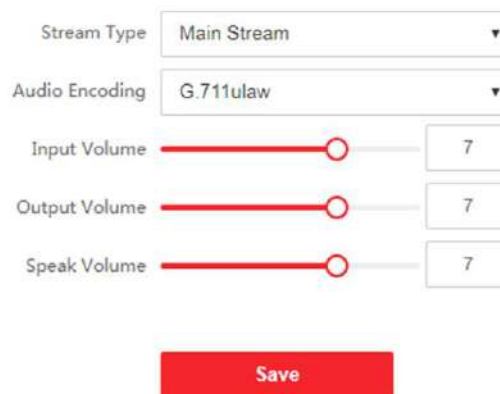 Stream Type Main Stream
Audio Encoding G.711ulaw
Input Volume 7
Output Volume 7
Speak Volume 7
Save